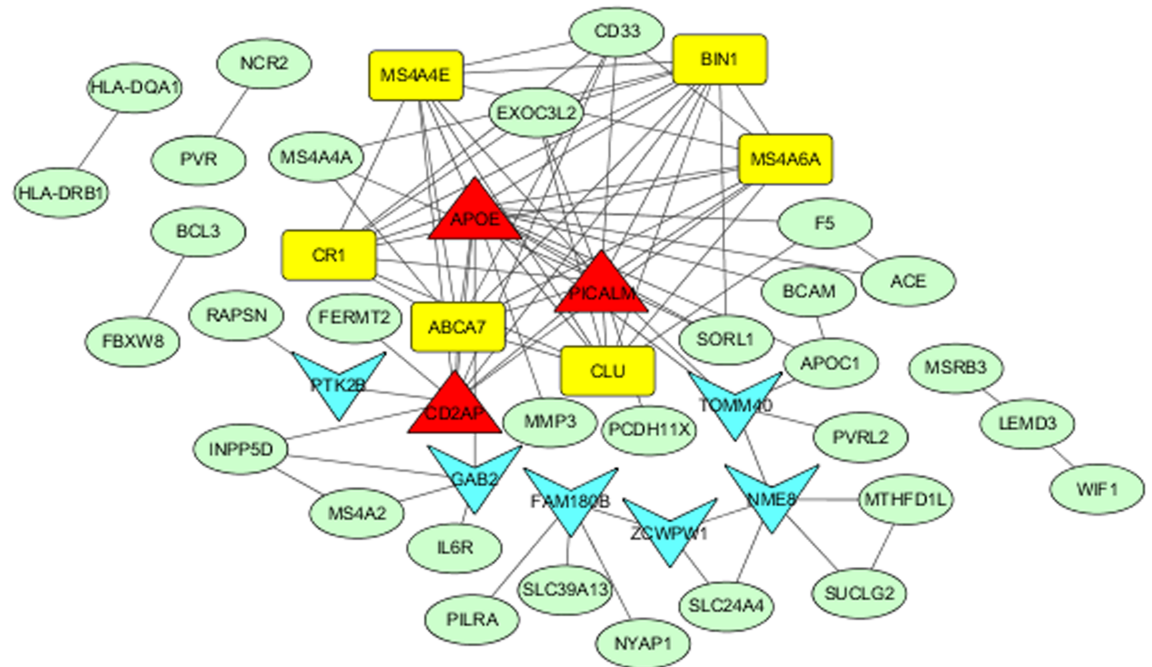 CD33
BIN1
NCR2
MS4A4E
HLA-DQA1
EXOC3L2
MS4A4A
PVR
MS4A6A
HLA-DRB1
APOE
F5
BCL3
CR1
ACE
PICALM
BCAM
RAPSN
FERMT2
ABCA7
SORL1
FBXW8
APOC1
CLU
MSRB3
PTK2B
TOMM40
CD2AP
MMP3
PCDH11X
LEMD3
PVRL2
INPP5D
GAB2
WIF1
FAM180B
NME8
MTHFD1L
MS4A2
ZCWPW1
IL6R
SLC39A13
SUCLG2
SLC24A4
PILRA
NYAP1